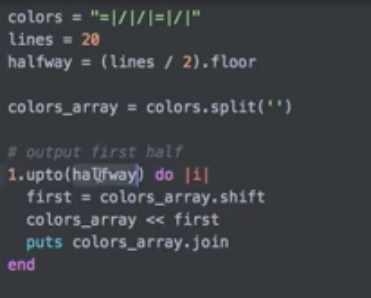 colors = "=|/|/|=|/|"
lines = 20
halfway = (lines / 2).floor
colors_array = colors.split('')
# output first half
1.upto(halfway) do |i|
first = colors_array.shift
colors_array << first
puts colors_array.join
end